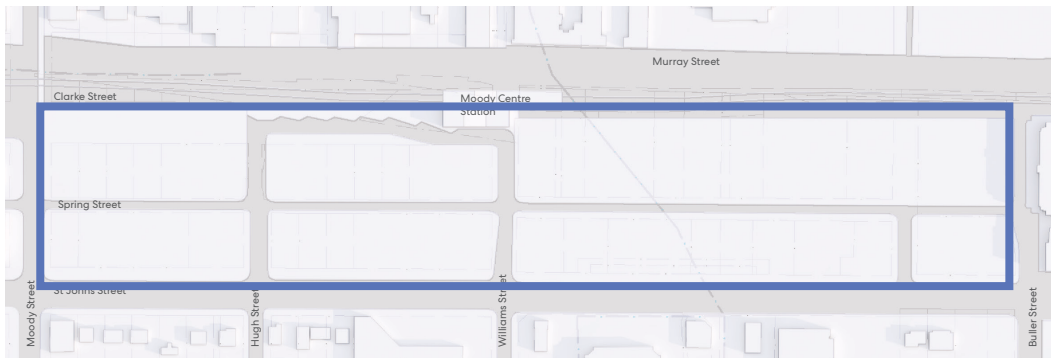 Murray Street
Clarke Street
Moody Centre
Station
Spring Street
St Johns Street
Moody Street
Hugh Street
Williams Street
Buller Street